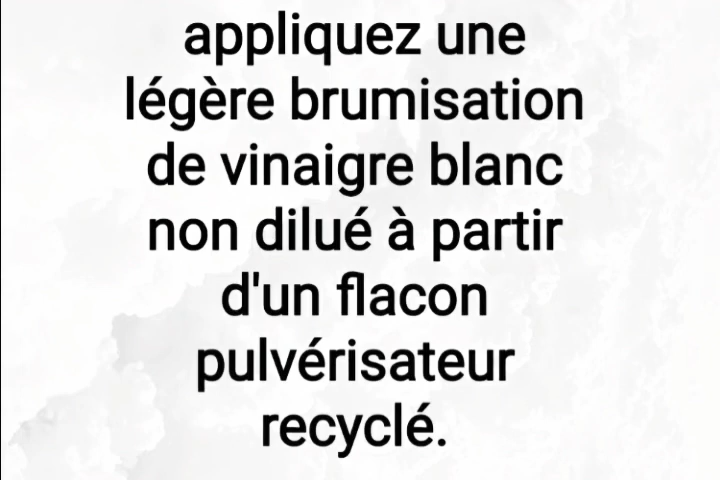 appliquez une
légère brumisation
de vinaigre blanc
non dilué à partir
d'un flacon
pulvérisateur
recyclé.